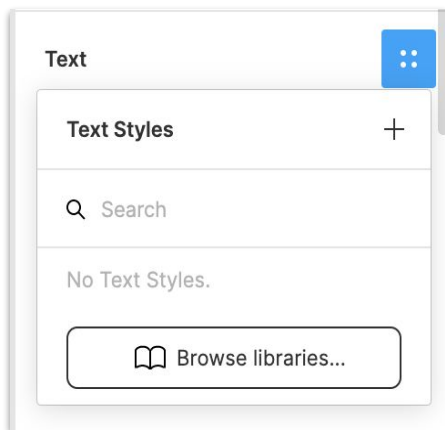 Text
Text Styles
Search
No Text Styles.
Browse libraries...